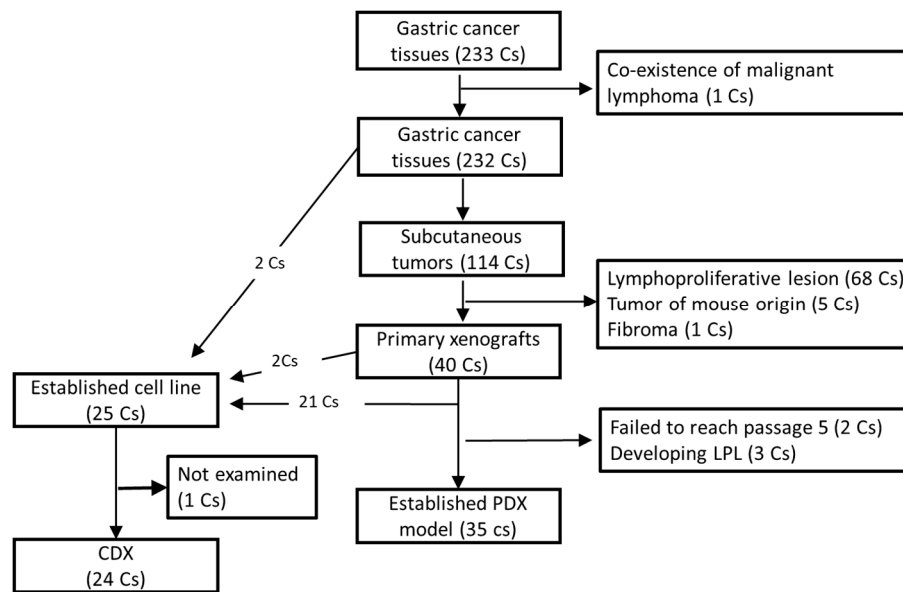 Gastric cancer
tissues (233 Cs)
Co-existence of malignant
lymphoma (1 Cs)
Gastric cancer
tissues (232 Cs)
2 Cs
Subcutaneous
tumors (114 Cs)
Lymphoproliferative lesion (68 Cs)
Tumor of mouse origin (5 Cs)
Fibroma (1 Cs)
Primary xenografts
(40 Cs)
2Cs
Established cell line
(25 Cs)
21 Cs
Failed to reach passage 5 (2 Cs)
Developing LPL (3 Cs)
Not examined
(1 Cs)
Established PDX
model (35 cs)
CDX
(24 Cs)